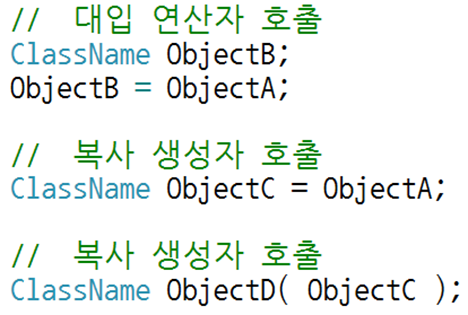 // 대입 연산자 호출
ClassName ObjectB;
ObjectB = ObjectA;
// 복사 생성자 호출
ClassName ObjectC = ObjectA;
// 복사 생성자 호출
ClassName ObjectD( ObjectC );